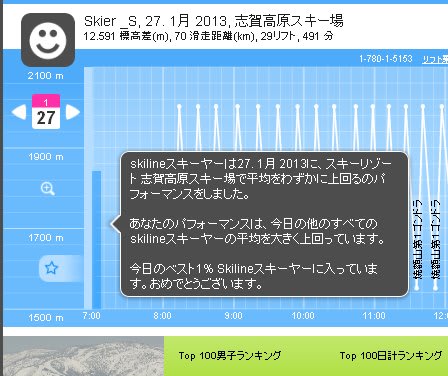 Skier _S, 27. 1月 2013, 志賀高原スキー場
12.591 標高差(m), 70 滑走距離(km), 29リフト, 491 分
1-780-1-5153 リフト券
2100 m
1
27
1900 m
1700 m
1500 m
skilineスキーヤーは27. 1月 2013に、スキーリゾー
ト 志賀高原スキー場で平均をわずかに上回るのパ
フォーマンスをしました。
あなたのパフォーマンスは、今日の他のすべての
skilineスキーヤーの平均を大きく上回っています。
今日のベスト1% Skilineスキーヤーに入っていま
す。おめでとうございます。
焼額山第1ゴンドラ
焼額山第1ゴンドラ
7:00 8:00 9:00 10:00 11:00 12:0
Top 100男子ランキング Top 100日計ランキング